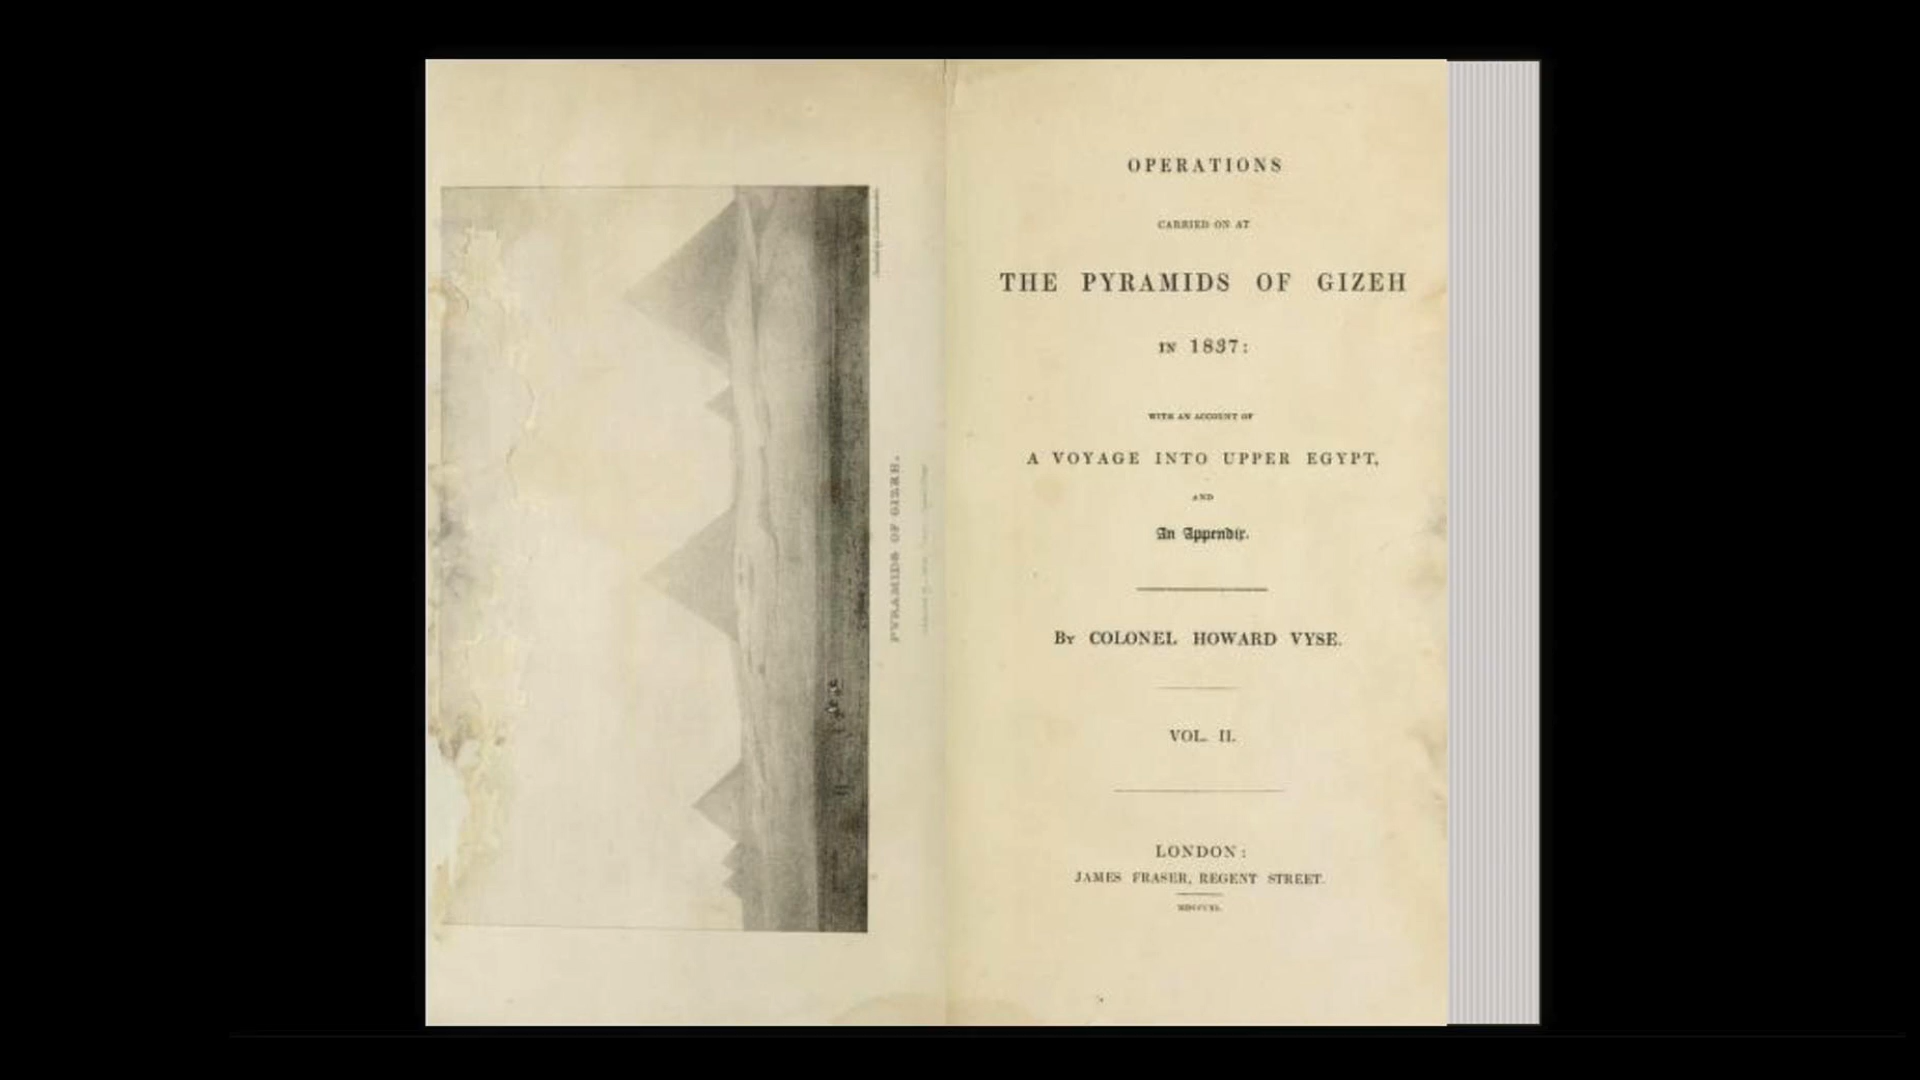 PYRAMIDS OF GIZEH.
OPERATIONS
CARRIED ON AT
THE PYRAMIDS OF GIZEH
IN 1837:
WITH AN ACCOUNT OF
A VOYAGE INTO UPPER EGYPT,
AND
An Appendix.
BY COLONEL HOWARD VYSE.
VOL. II.
LONDON:
JAMES FRASER, REGENT STREET.
MDCCCXL.